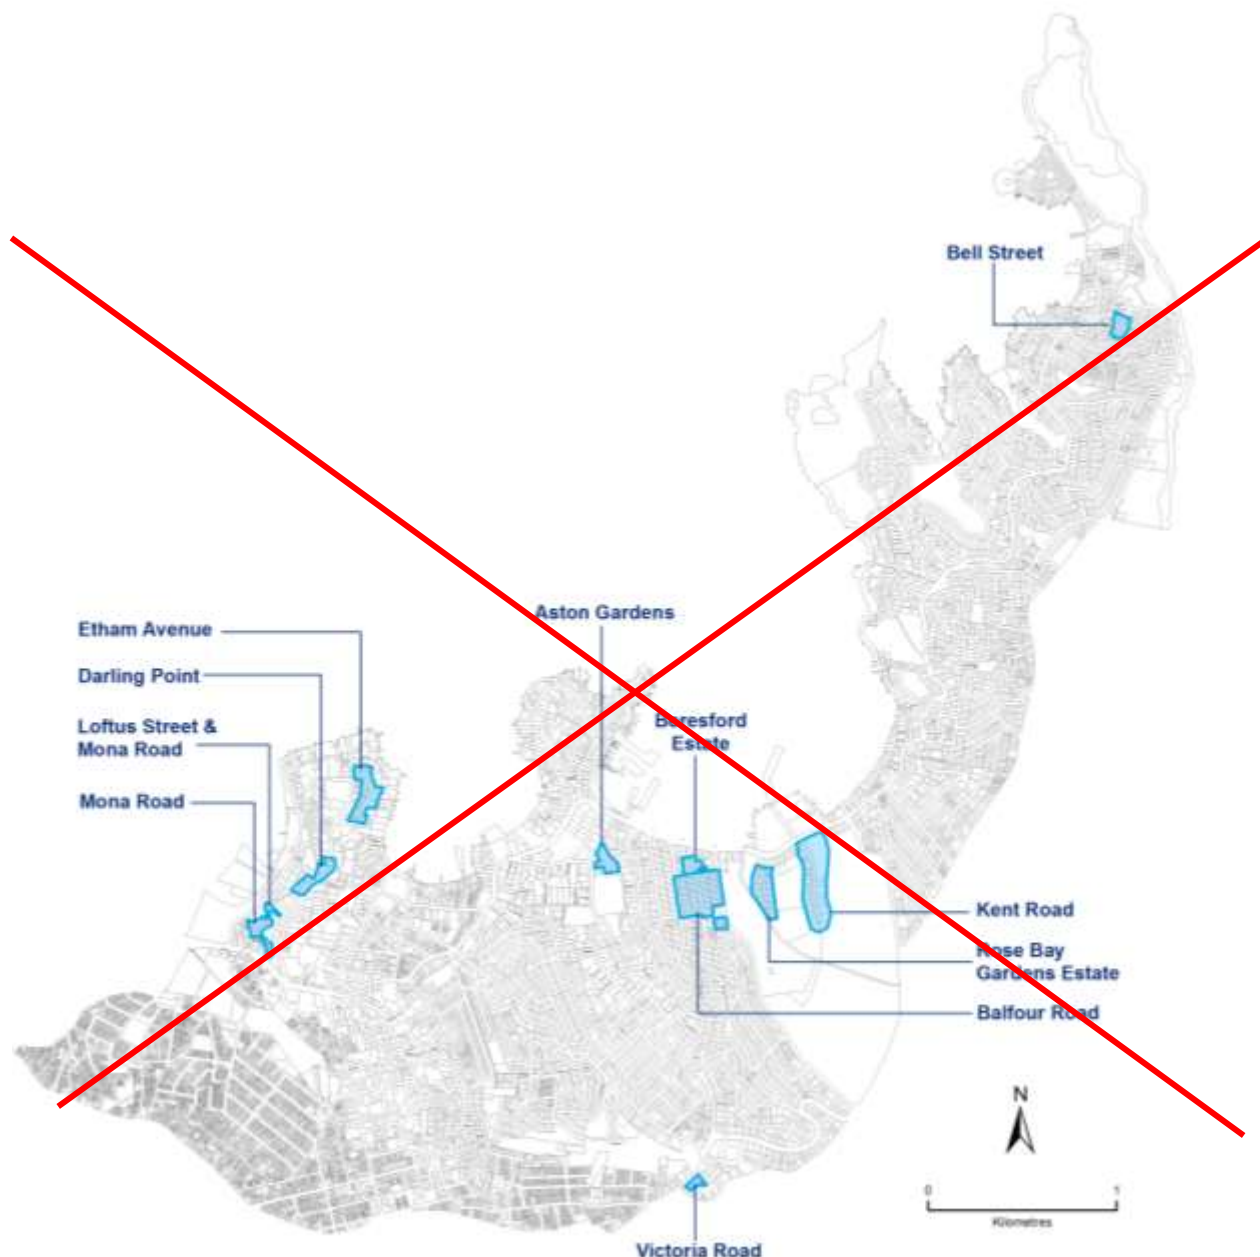 Bell Street
Aston Gardens
Etham Avenue
Darling Point
Loftus Street &
Mona Road
Beresford
Estate
Mona Road
Kent Road
Rose Bay
Gardens Estate
Balfour Road
N
0 1
Kilometres
Victoria Road